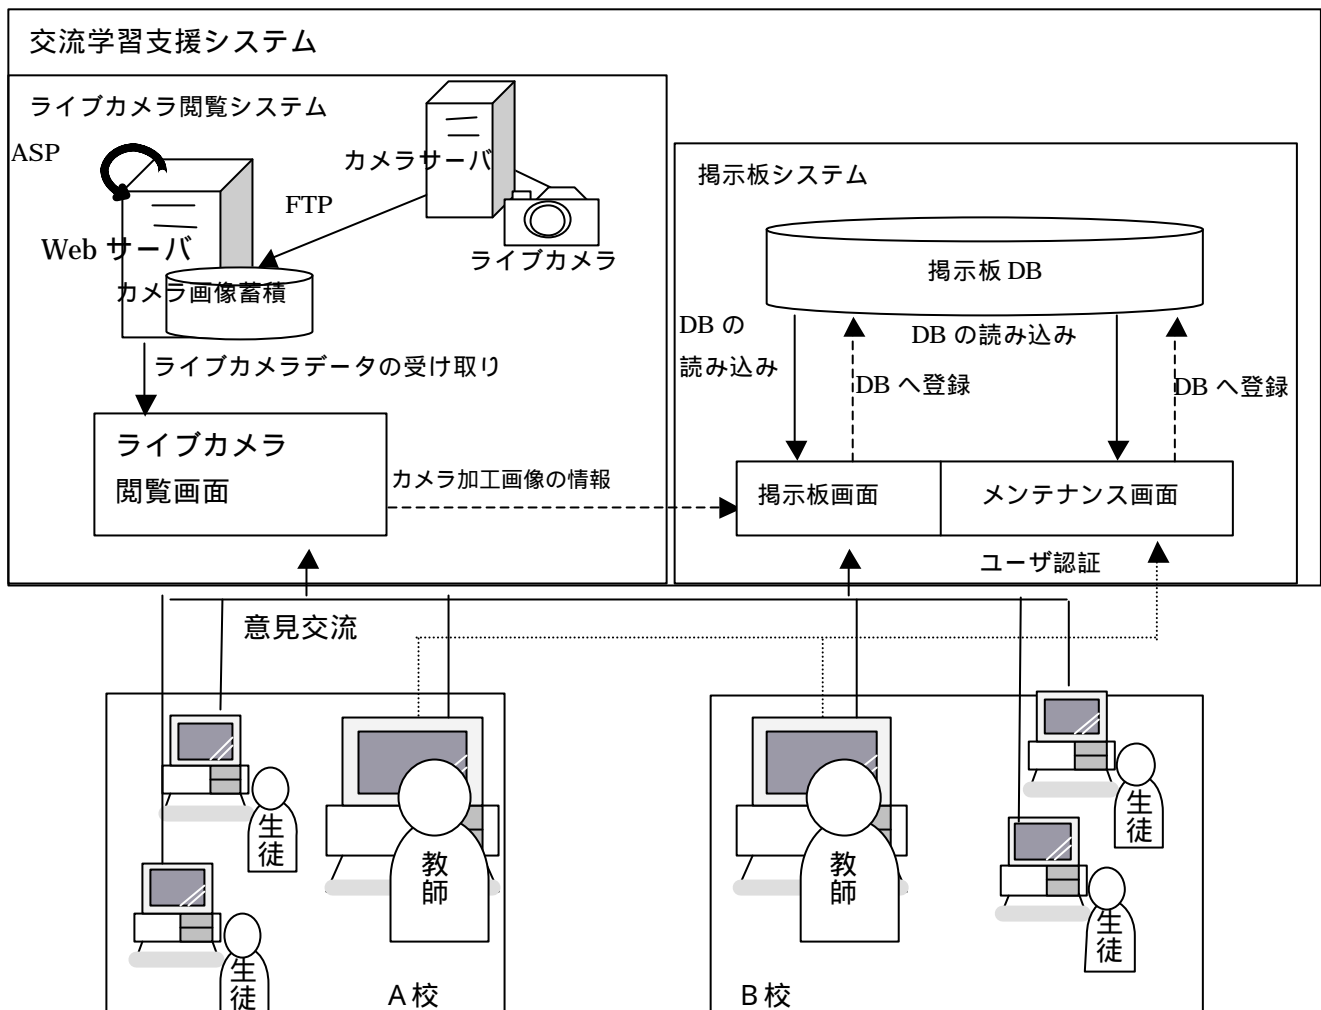 交流学習支援システム
ライブカメラ閲覧システム
ASP
カメラサーバ
FTP
Web サーバ
ライブカメラ
カメラ画像蓄積
ライブカメラデータの受け取り
ライブカメラ
閲覧画面
カメラ加工画像の情報
掲示板システム
掲示板 DB
DB の
読み込み
DB へ登録
DB の読み込み
DB へ登録
掲示板画面
メンテナンス画面
ユーザ認証
意見交流
生徒
教師
生徒
A校
教師
生徒
生徒
B校